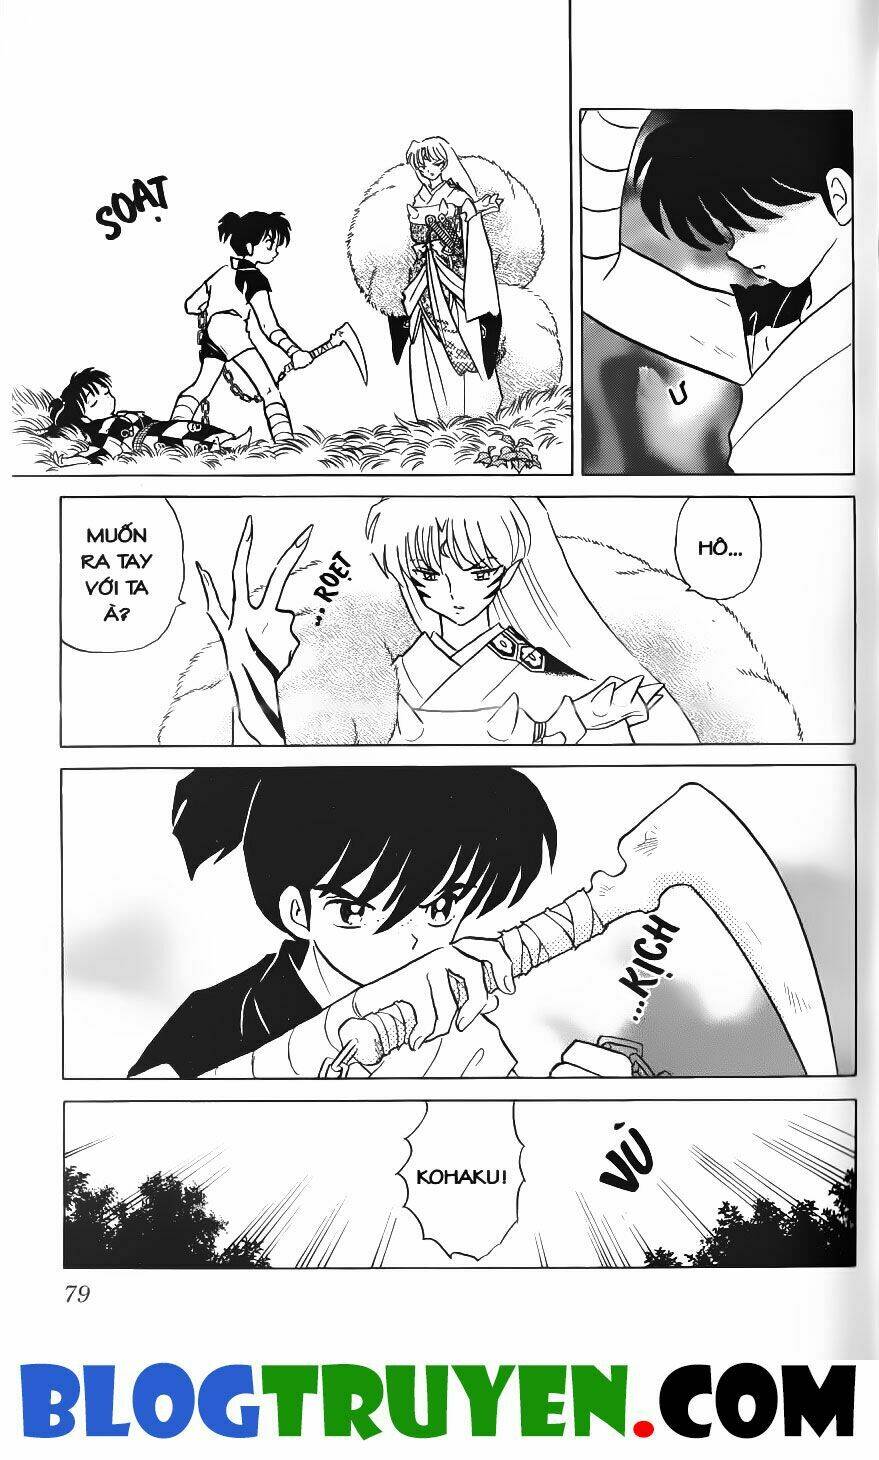 SOẠT
Ư
HÔ...
...ROẸT
MUỐN
RA TAY
VỚI TA
À?
...KỊCH
KOHAKU!
VÙ
79
BLOGTRUYEN.COM